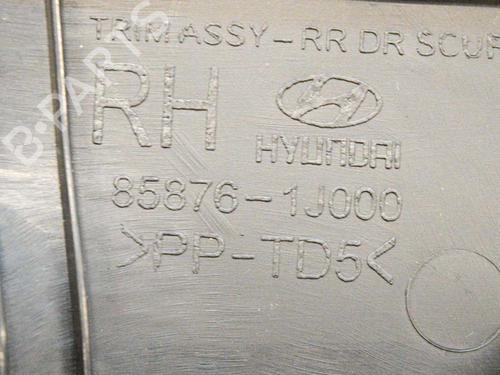 TRIM ASSY-RR DR SCUF
RH
HYUNDAI
85876-1J000
>PP-TD5<
B-PARTS